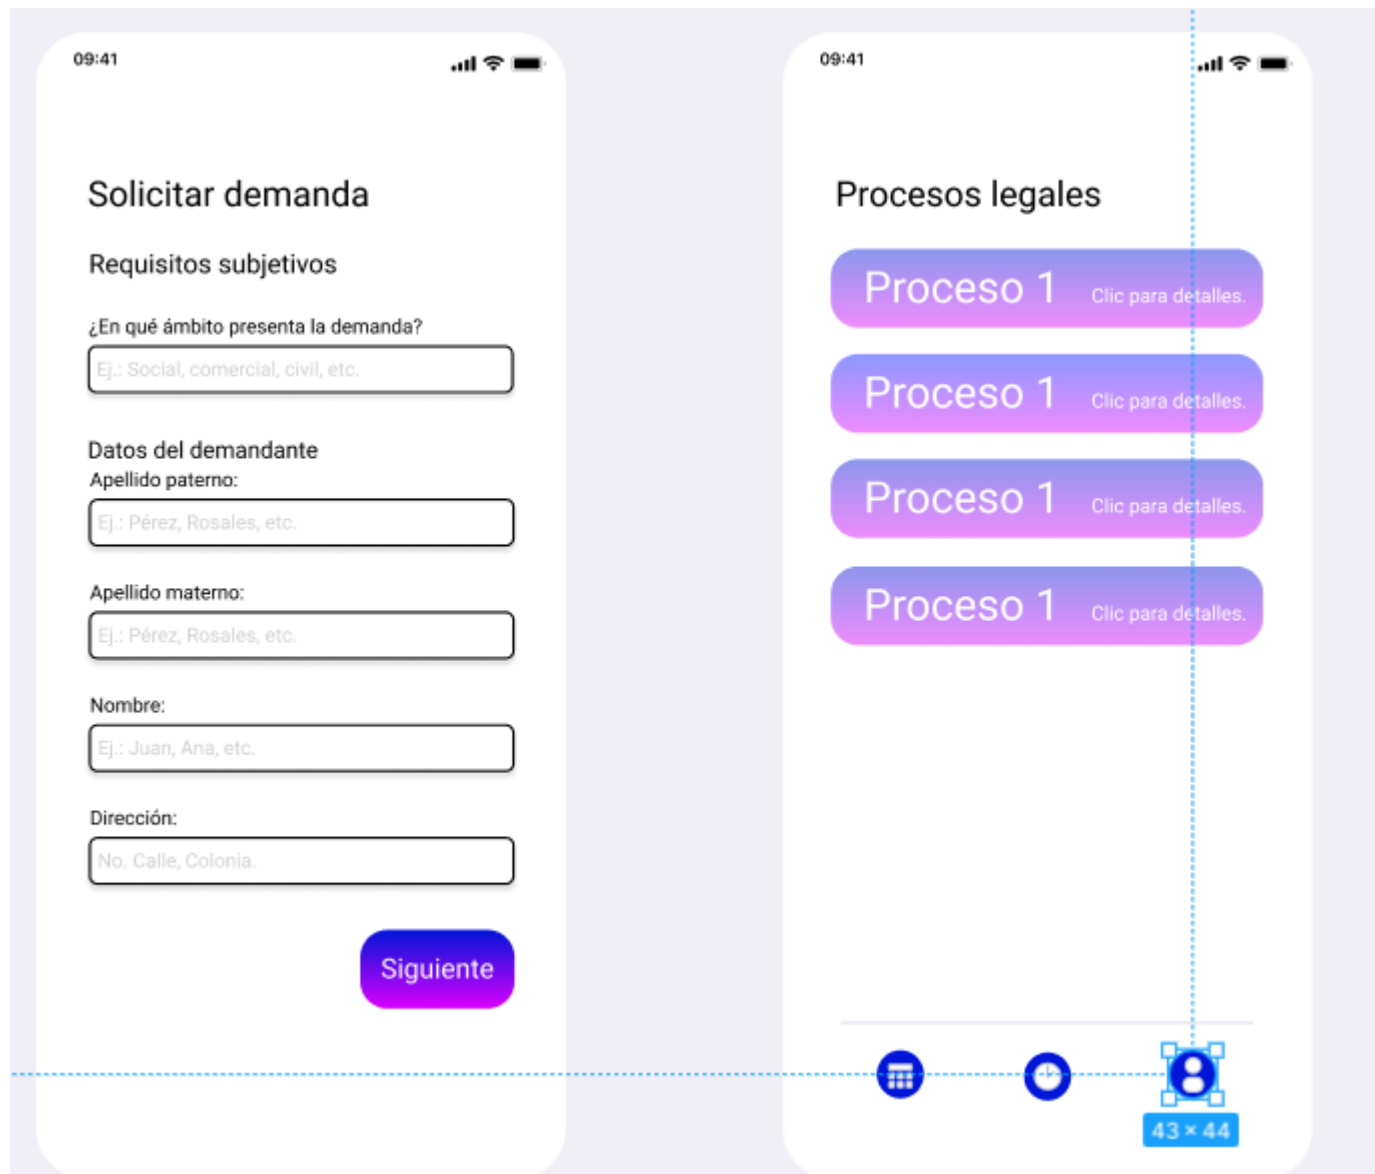 09:41
Solicitar demanda
Requisitos subjetivos
¿En qué ámbito presenta la demanda?
Ej.: Social, comercial, civil, etc.
Datos del demandante
Apellido paterno:
Ej.: Pérez, Rosales, etc.
Apellido materno:
Ej.: Pérez, Rosales, etc.
Nombre:
Ej.: Juan, Ana, etc.
Dirección:
No. Calle, Colonia.
Siguiente
09:41
Procesos legales
Proceso 1 Clic para detalles.
Proceso 1 Clic para detalles.
Proceso 1 Clic para detalles.
Proceso 1 Clic para detalles.
43 × 44